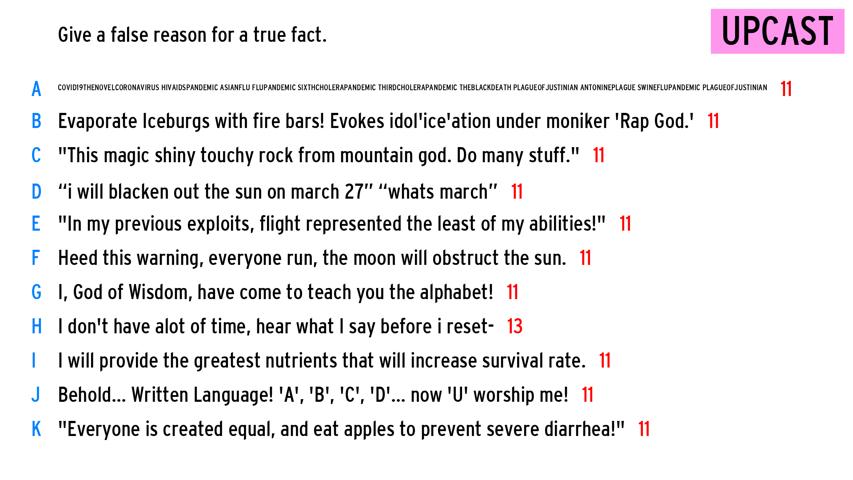 Give a false reason for a true fact.
UPCAST
A COVID19THENOVELCORONAVIRUS HIVAIDSPANDEMIC ASIANFLU FLUPANDEMIC SIXTHCHOLERAPANDEMIC THIRDCHOLERAPANDEMIC THEBLACKDEATH PLAGUEOFJUSTINIAN ANTONINEPLAGUE SWINEFLUPANDEMIC PLAGUEOFJUSTINIAN 11
B Evaporate Iceburgs with fire bars! Evokes idol'ice'ation under moniker 'Rap God.' 11
C "This magic shiny touchy rock from mountain god. Do many stuff." 11
D “i will blacken out the sun on march 27” “whats march” 11
E "In my previous exploits, flight represented the least of my abilities!" 11
F Heed this warning, everyone run, the moon will obstruct the sun. 11
G I, God of Wisdom, have come to teach you the alphabet! 11
H I don't have alot of time, hear what I say before i reset- 13
I I will provide the greatest nutrients that will increase survival rate. 11
J Behold... Written Language! 'A', 'B', 'C', 'D'... now 'U' worship me! 11
K "Everyone is created equal, and eat apples to prevent severe diarrhea!" 11